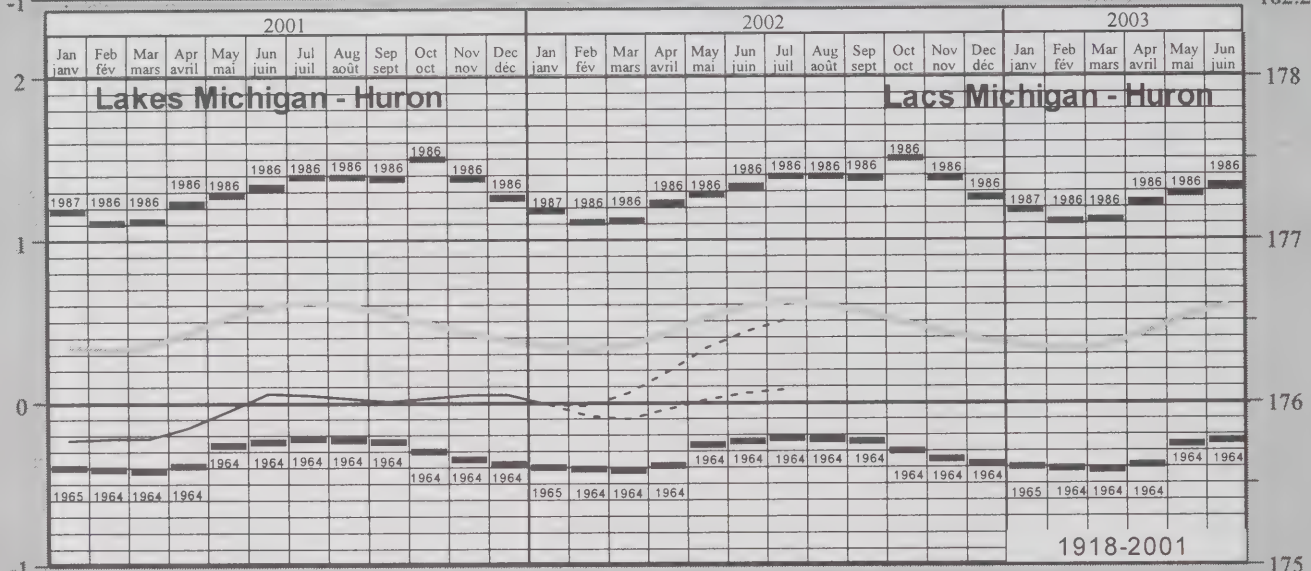 -1 182.2
2001 2002 2003
Jan Feb Mar Apr May Jun Jul Aug Sep Oct Nov Dec Jan Feb Mar Apr May Jun Jul Aug Sep Oct Nov Dec Jan Feb Mar Apr May Jun
janv fév mars avril mai juin juil août sept oct nov déc janv fév mars avril mai juin juil août sept oct nov déc janv fév mars avril mai juin
2 178
Lakes Michigan - Huron Lacs Michigan - Huron
1987 1986 1986 1986 1986 1986 1986 1986 1986 1986 1986 1986 1987 1986 1986 1986 1986 1986 1986 1986 1986 1986 1986 1986 1987 1986 1986 1986 1986 1986
1 177
0 176
1965 1964 1964 1964 1964 1964 1964 1964 1964 1964 1964 1964 1965 1964 1964 1964 1964 1964 1964 1964 1964 1964 1964 1964 1965 1964 1964 1964 1964 1964
1918-2001
-1 175